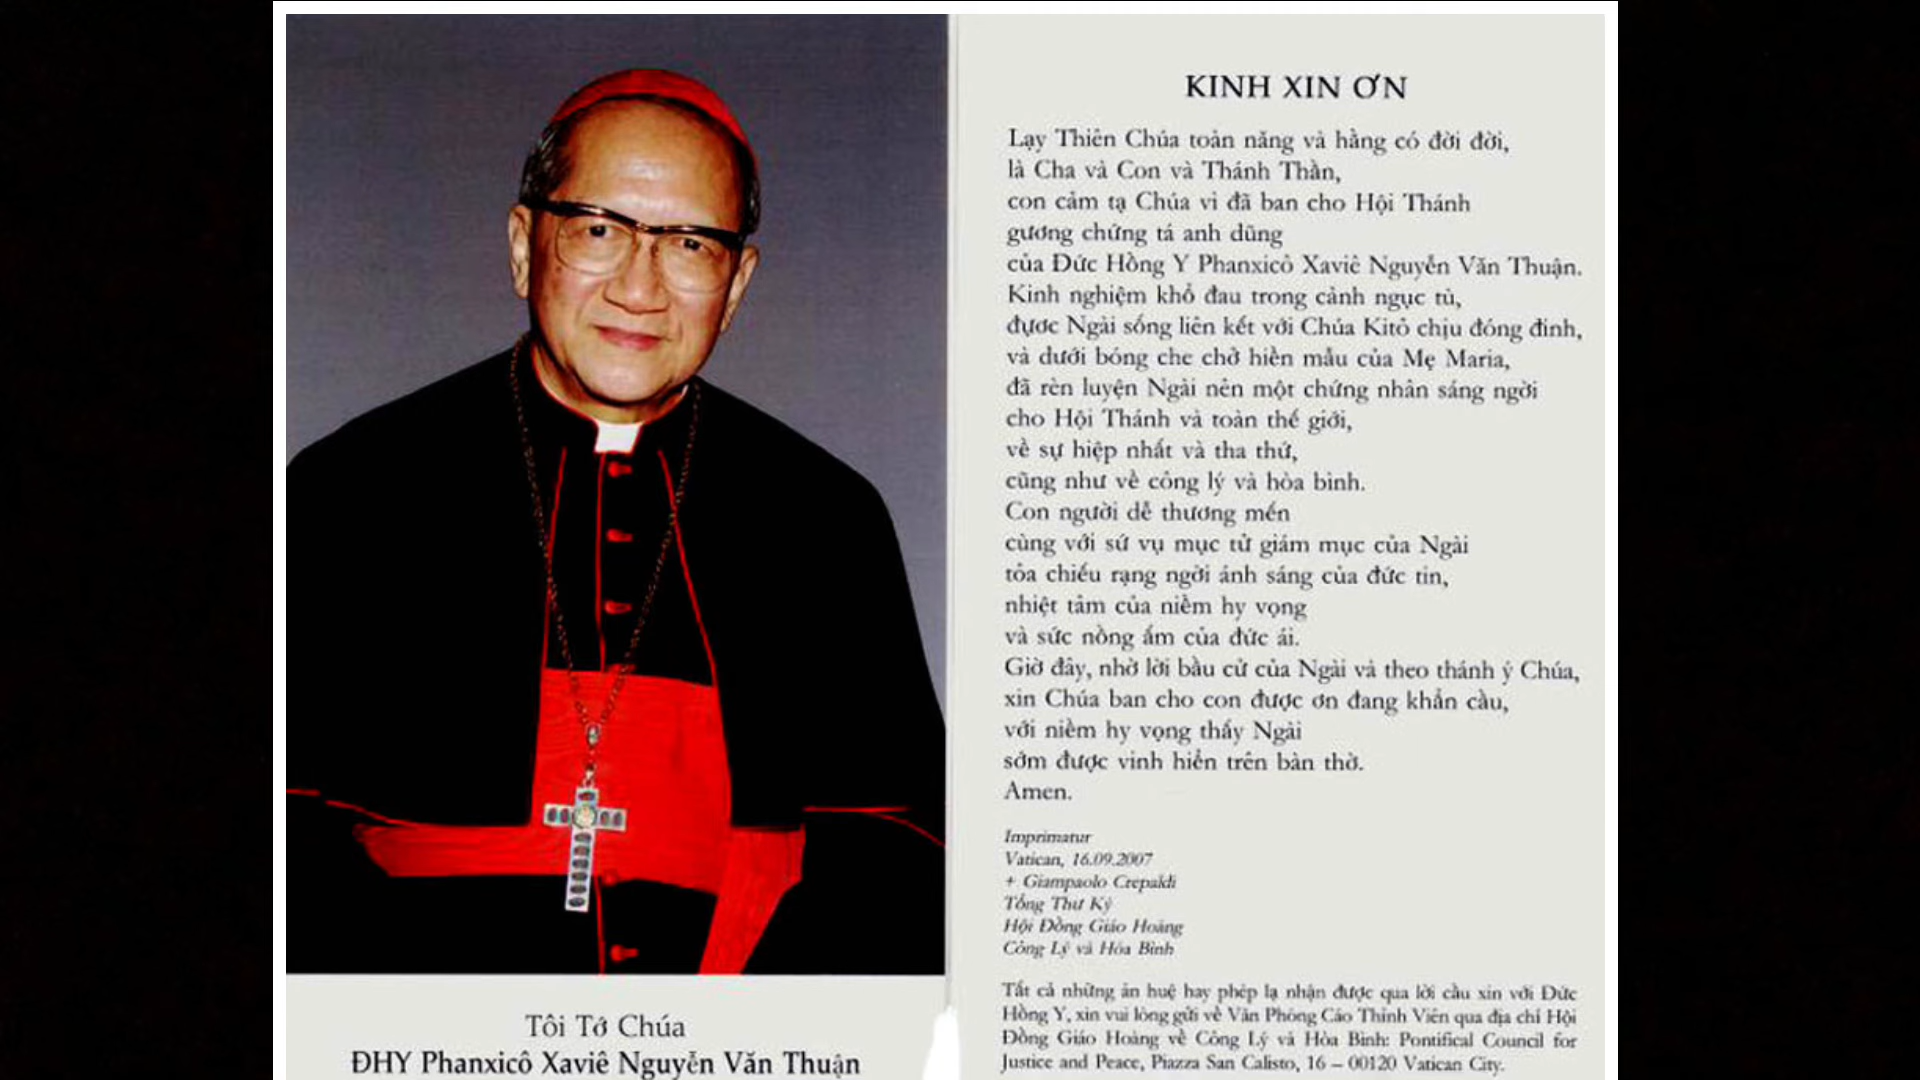 Tôi Tớ Chúa
ĐHY Phanxicô Xaviê Nguyễn Văn Thuận
KINH XIN ƠN
Lạy Thiên Chúa toàn năng và hằng có đời đời,
là Cha và Con và Thánh Thần,
con cảm tạ Chúa vì đã ban cho Hội Thánh
gương chứng tá anh dũng
của Đức Hồng Y Phanxicô Xaviê Nguyễn Văn Thuận.
Kinh nghiệm khổ đau trong cảnh ngục tù,
được Ngài sống liên kết với Chúa Kitô chịu đóng đinh,
và dưới bóng che chở hiền mẫu của Mẹ Maria,
đã rèn luyện Ngài nên một chứng nhân sáng ngời
cho Hội Thánh và toàn thế giới,
về sự hiệp nhất và tha thứ,
cũng như về công lý và hòa bình.
Con người dễ thương mến
cùng với sứ vụ mục tử giám mục của Ngài
tỏa chiếu rạng ngời ánh sáng của đức tin,
nhiệt tâm của niềm hy vọng
và sức nồng ấm của đức ái.
Giờ đây, nhờ lời bầu cử của Ngài và theo thánh ý Chúa,
xin Chúa ban cho con được ơn đang khẩn cầu,
với niềm hy vọng thấy Ngài
sớm được vinh hiển trên bàn thờ.
Amen.
Imprimatur
Vatican, 16.09.2007
+ Giampaolo Crepaldi
Tổng Thư Ký
Hội Đồng Giáo Hoàng
Công Lý và Hòa Bình
Tất cả những ân huệ hay phép lạ nhận được qua lời cầu xin với Đức
Hồng Y, xin vui lòng gửi về Văn Phòng Cáo Thỉnh Viên qua địa chỉ Hội
Đồng Giáo Hoàng về Công Lý và Hòa Bình: Pontifical Council for
Justice and Peace, Piazza San Calisto, 16 – 00120 Vatican City.